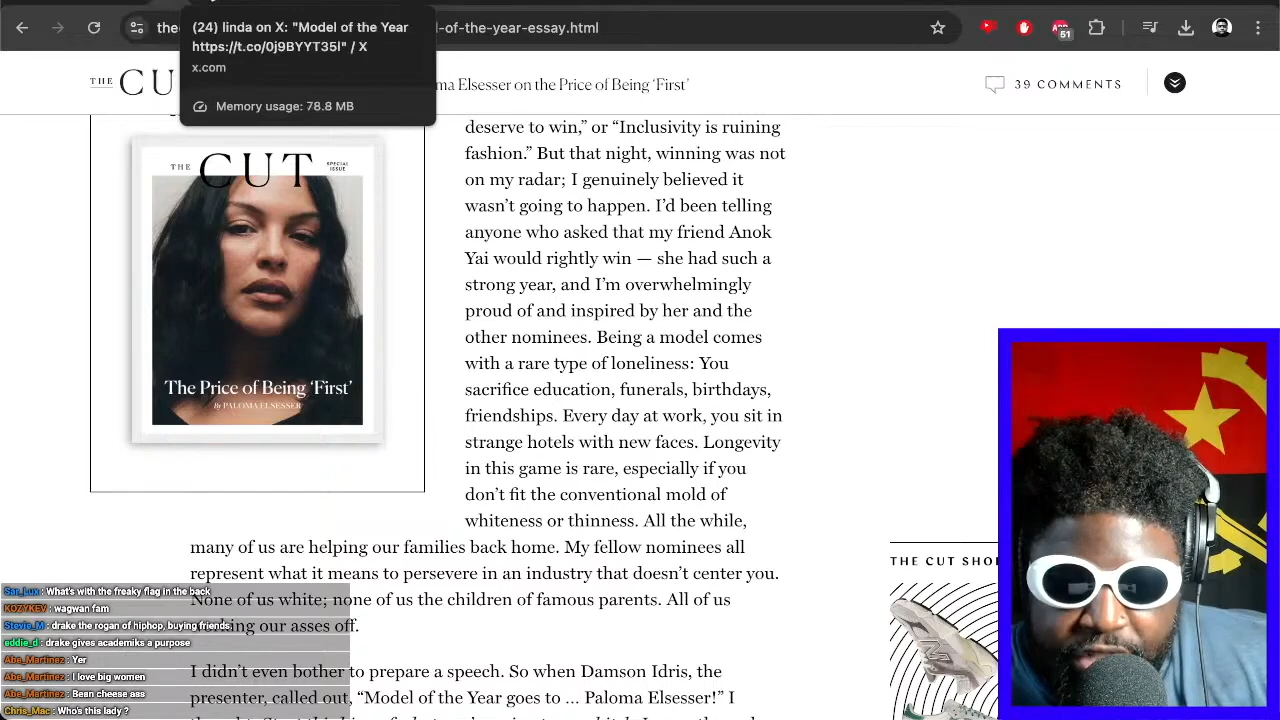 (24) linda on X: "Model of the Year
https://t.co/0j9BYYT35l" / X
x.com
Memory usage: 78.8 MB
the
l-of-the-year-essay.html
51
THE CU
ma Elsesser on the Price of Being ‘First’
39 COMMENTS
THE CUT SPECIAL ISSUE
The Price of Being ‘First’
By PALOMA ELSESSER
deserve to win,” or “Inclusivity is ruining
fashion.” But that night, winning was not
on my radar; I genuinely believed it
wasn’t going to happen. I’d been telling
anyone who asked that my friend Anok
Yai would rightly win — she had such a
strong year, and I’m overwhelmingly
proud of and inspired by her and the
other nominees. Being a model comes
with a rare type of loneliness: You
sacrifice education, funerals, birthdays,
friendships. Every day at work, you sit in
strange hotels with new faces. Longevity
in this game is rare, especially if you
don’t fit the conventional mold of
whiteness or thinness. All the while,
many of us are helping our families back home. My fellow nominees all
represent what it means to persevere in an industry that doesn’t center you.
None of us white; none of us the children of famous parents. All of us
ing our asses off.
I didn’t even bother to prepare a speech. So when Damson Idris, the
presenter, called out, “Model of the Year goes to … Paloma Elsesser!” I
THE CUT SHO
Sar_Lux: What's with the freaky flag in the back
KOZYKEV: wagwan fam
Stevie_M: drake the rogan of hiphop, buying friends.
eddie_d: drake gives academiks a purpose
Abe_Martinez: Yer
Abe_Martinez: I love big women
Abe_Martinez: Bean cheese ass
Chris_Mac: Who's this lady ?